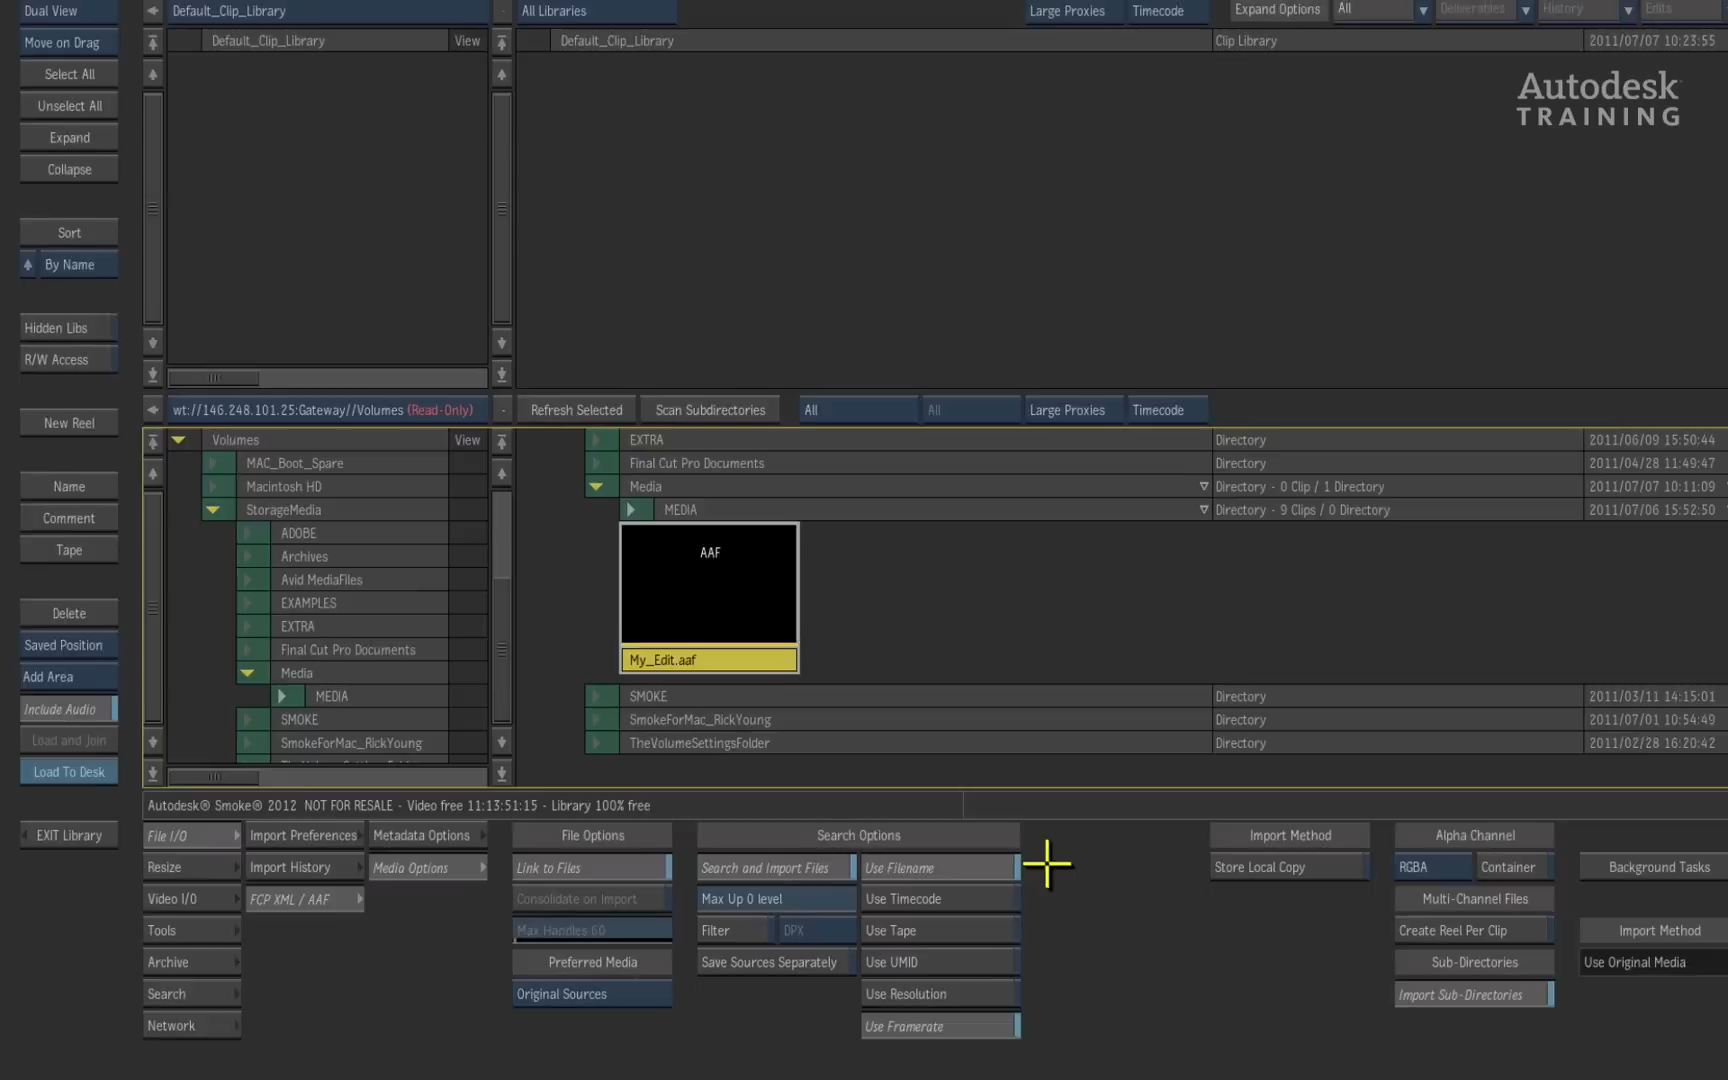 Dual View
Default_Clip_Library
All Libraries
Large Proxies
Timecode
Expand Options
All
Deliverables
History
Edits
Move on Drag
Default_Clip_Library
View
Default_Clip_Library
Clip Library
2011/07/07 10:23:55
Select All
Unselect All
Expand
Collapse
Autodesk
TRAINING
Sort
By Name
Hidden Libs
R/W Access
New Reel
wt://146.248.101.25:Gateway//Volumes (Read-Only)
Refresh Selected
Scan Subdirectories
All
All
Large Proxies
Timecode
Volumes
View
EXTRA
Directory
2011/06/09 15:50:44
MAC_Boot_Spare
Final Cut Pro Documents
Directory
2011/04/28 11:49:47
Name
Macintosh HD
Media
Directory - 0 Clip / 1 Directory
2011/07/07 10:11:09
Comment
StorageMedia
MEDIA
Directory - 9 Clips / 0 Directory
2011/07/06 15:52:50
Tape
ADOBE
Archives
Avid MediaFiles
EXAMPLES
EXTRA
Final Cut Pro Documents
Media
MEDIA
AAF
My_Edit.aaf
Delete
Saved Position
Add Area
Include Audio
Load and Join
Load To Desk
SMOKE
Directory
2011/03/11 14:15:01
SMOKE
SmokeForMac_RickYoung
Directory
2011/07/01 10:54:49
SmokeForMac_RickYoung
TheVolumeSettingsFolder
Directory
2011/02/28 16:20:42
Autodesk® Smoke® 2012 NOT FOR RESALE - Video free 11:13:51:15 - Library 100% free
EXIT Library
File I/O
Import Preferences
Metadata Options
File Options
Search Options
Import Method
Alpha Channel
Resize
Import History
Media Options
Link to Files
Search and Import Files
Use Filename
Store Local Copy
RGBA
Container
Background Tasks
Video I/O
FCP XML / AAF
Consolidate on Import
Max Up 0 level
Use Timecode
Multi-Channel Files
Tools
Max Handles 60
Filter
DPX
Use Tape
Create Reel Per Clip
Import Method
Archive
Preferred Media
Save Sources Separately
Use UMID
Sub-Directories
Use Original Media
Search
Original Sources
Use Resolution
Import Sub-Directories
Network
Use Framerate